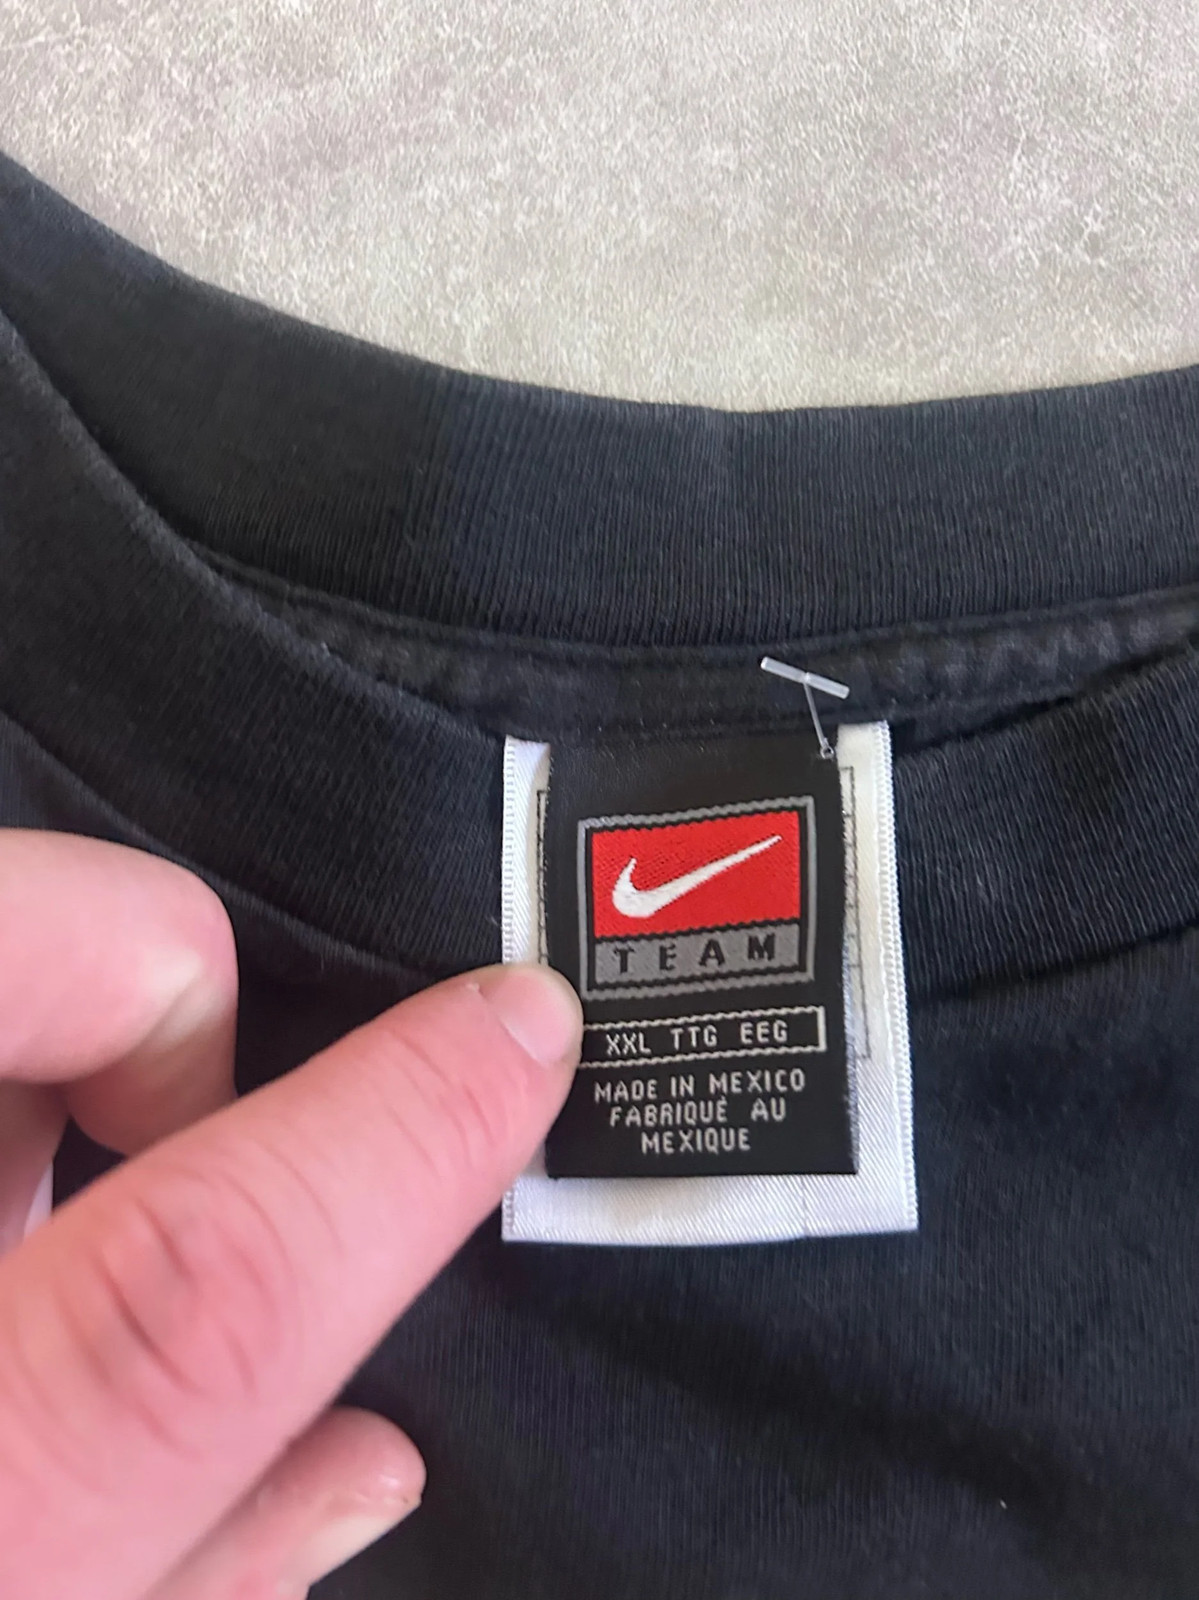 TEAM
XXL TTG EEG
MADE IN MEXICO
FABRIQUÉ AU
MEXIQUE